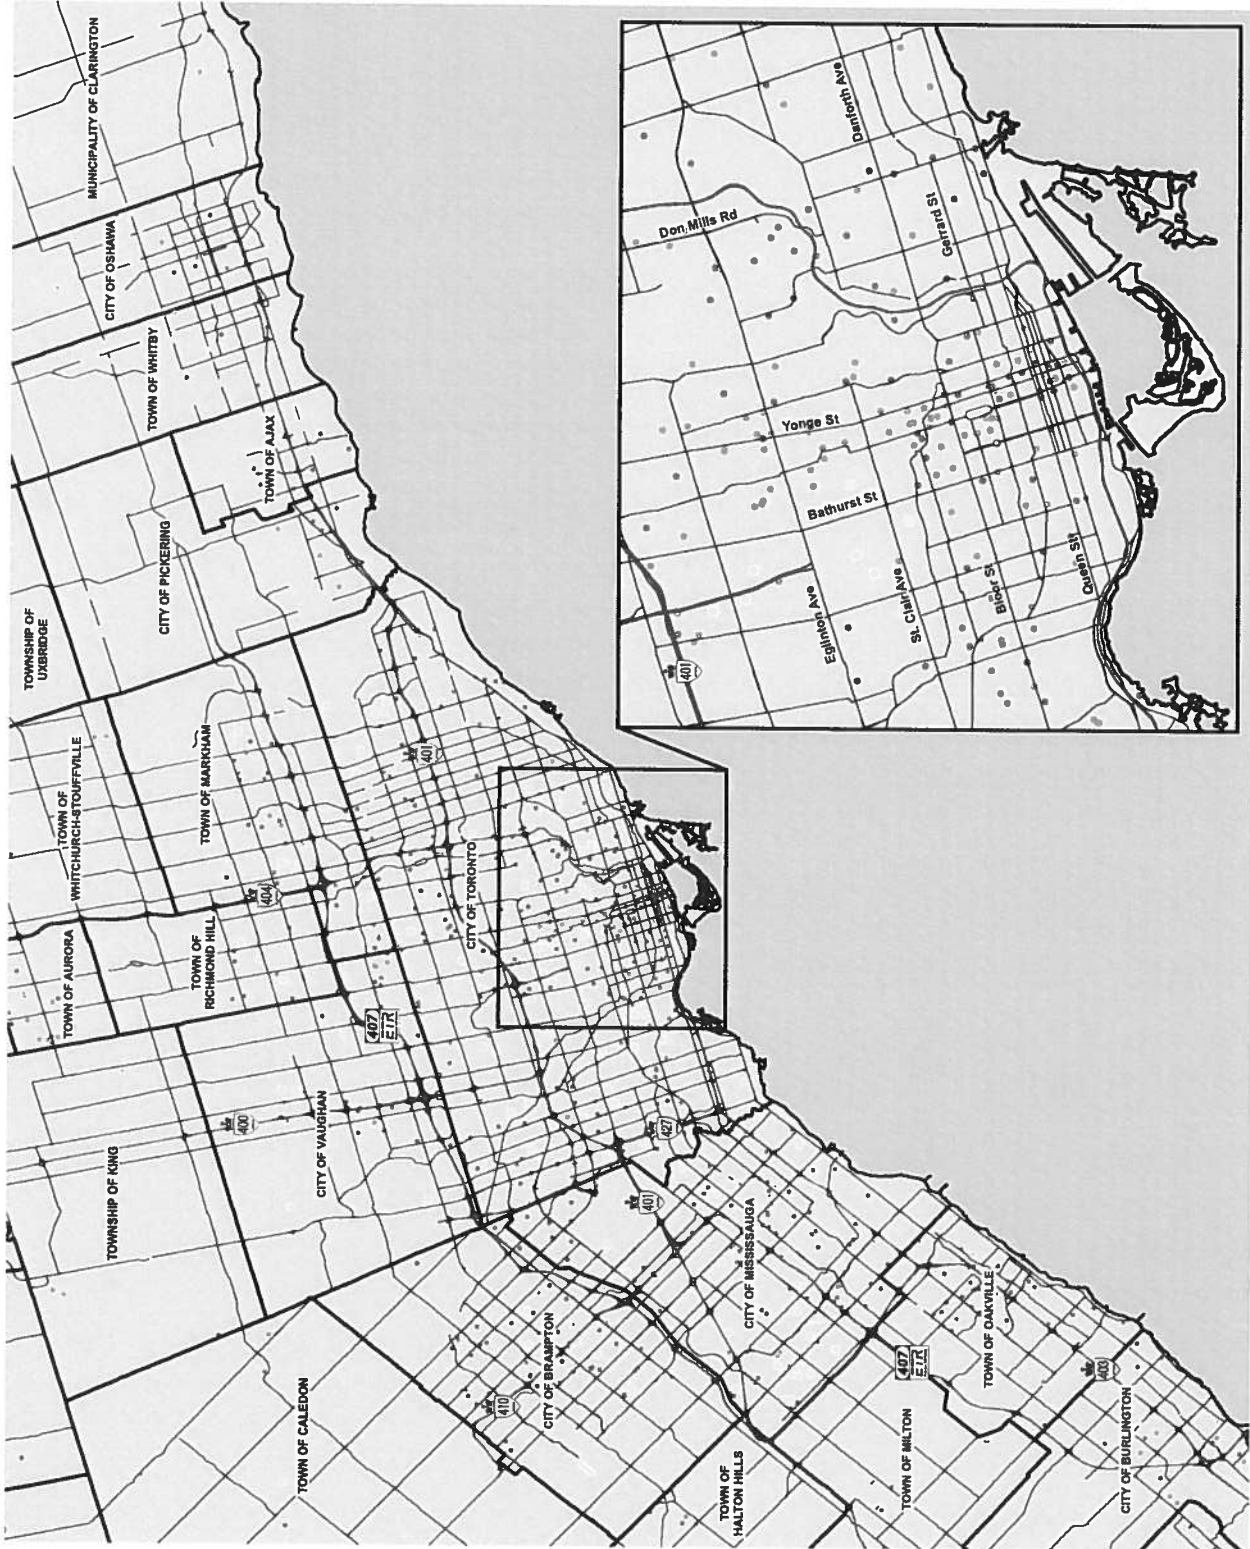 MUNICIPALITY OF CLARINGTON
CITY OF OSHAWA
TOWN OF WHITBY
TOWN OF AJAX
CITY OF PICKERING
TOWNSHIP OF
UXBRIDGE
TOWN OF MARKHAM
TOWN OF
WHITCHURCH-STOUFFVILLE
401
404
CITY OF TORONTO
TOWN OF AURORA
TOWN OF
RICHMOND HILL
407
ETR
400
CITY OF VAUGHAN
TOWNSHIP OF KING
427
401
CITY OF MISSISSAUGA
CITY OF BRAMPTON
410
TOWN OF CALEDON
407
ETR
TOWN OF OAKVILLE
403
TOWN OF MILTON
TOWN OF
HALTON HILLS
CITY OF BURLINGTON
Danforth Ave
Don Mills Rd
Gerrard St
Yonge St
Bathurst St
Eglinton Ave
St. Clair Ave
Bloor St
Queen St
401